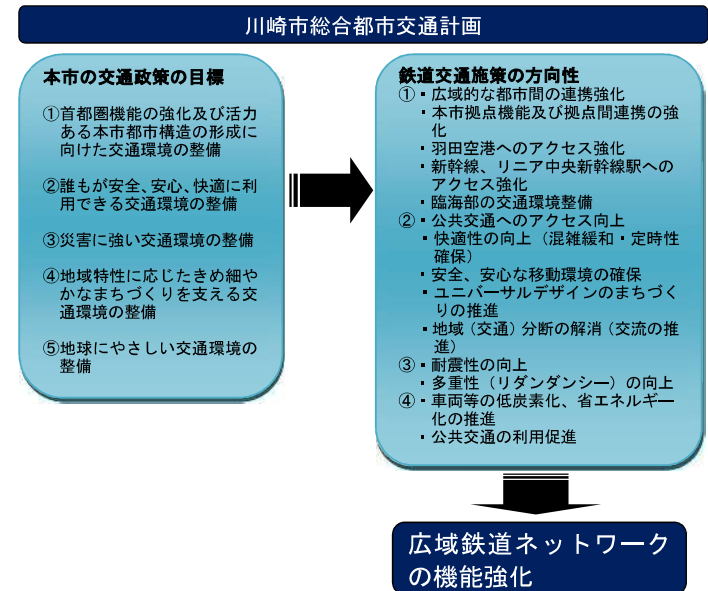 川崎市総合都市交通計画
本市の交通政策の目標
①首都圏機能の強化及び活力
ある本市都市構造の形成に
向けた交通環境の整備
②誰もが安全、安心、快適に利
用できる交通環境の整備
③災害に強い交通環境の整備
④地域特性に応じたきめ細や
かなまちづくりを支える交
通環境の整備
⑤地球にやさしい交通環境の
整備
鉄道交通施策の方向性
①・広域的な都市間の連携強化
・本市拠点機能及び拠点間連携の強
化
・羽田空港へのアクセス強化
・新幹線、リニア中央新幹線駅への
アクセス強化
・臨海部の交通環境整備
②・公共交通へのアクセス向上
・快適性の向上（混雑緩和・定時性
確保）
・安全、安心な移動環境の確保
・ユニバーサルデザインのまちづく
りの推進
・地域（交通）分断の解消（交流の推
進）
③・耐震性の向上
・多重性（リダンダンシー）の向上
④・車両等の低炭素化、省エネルギー
化の推進
・公共交通の利用促進
広域鉄道ネットワーク
の機能強化